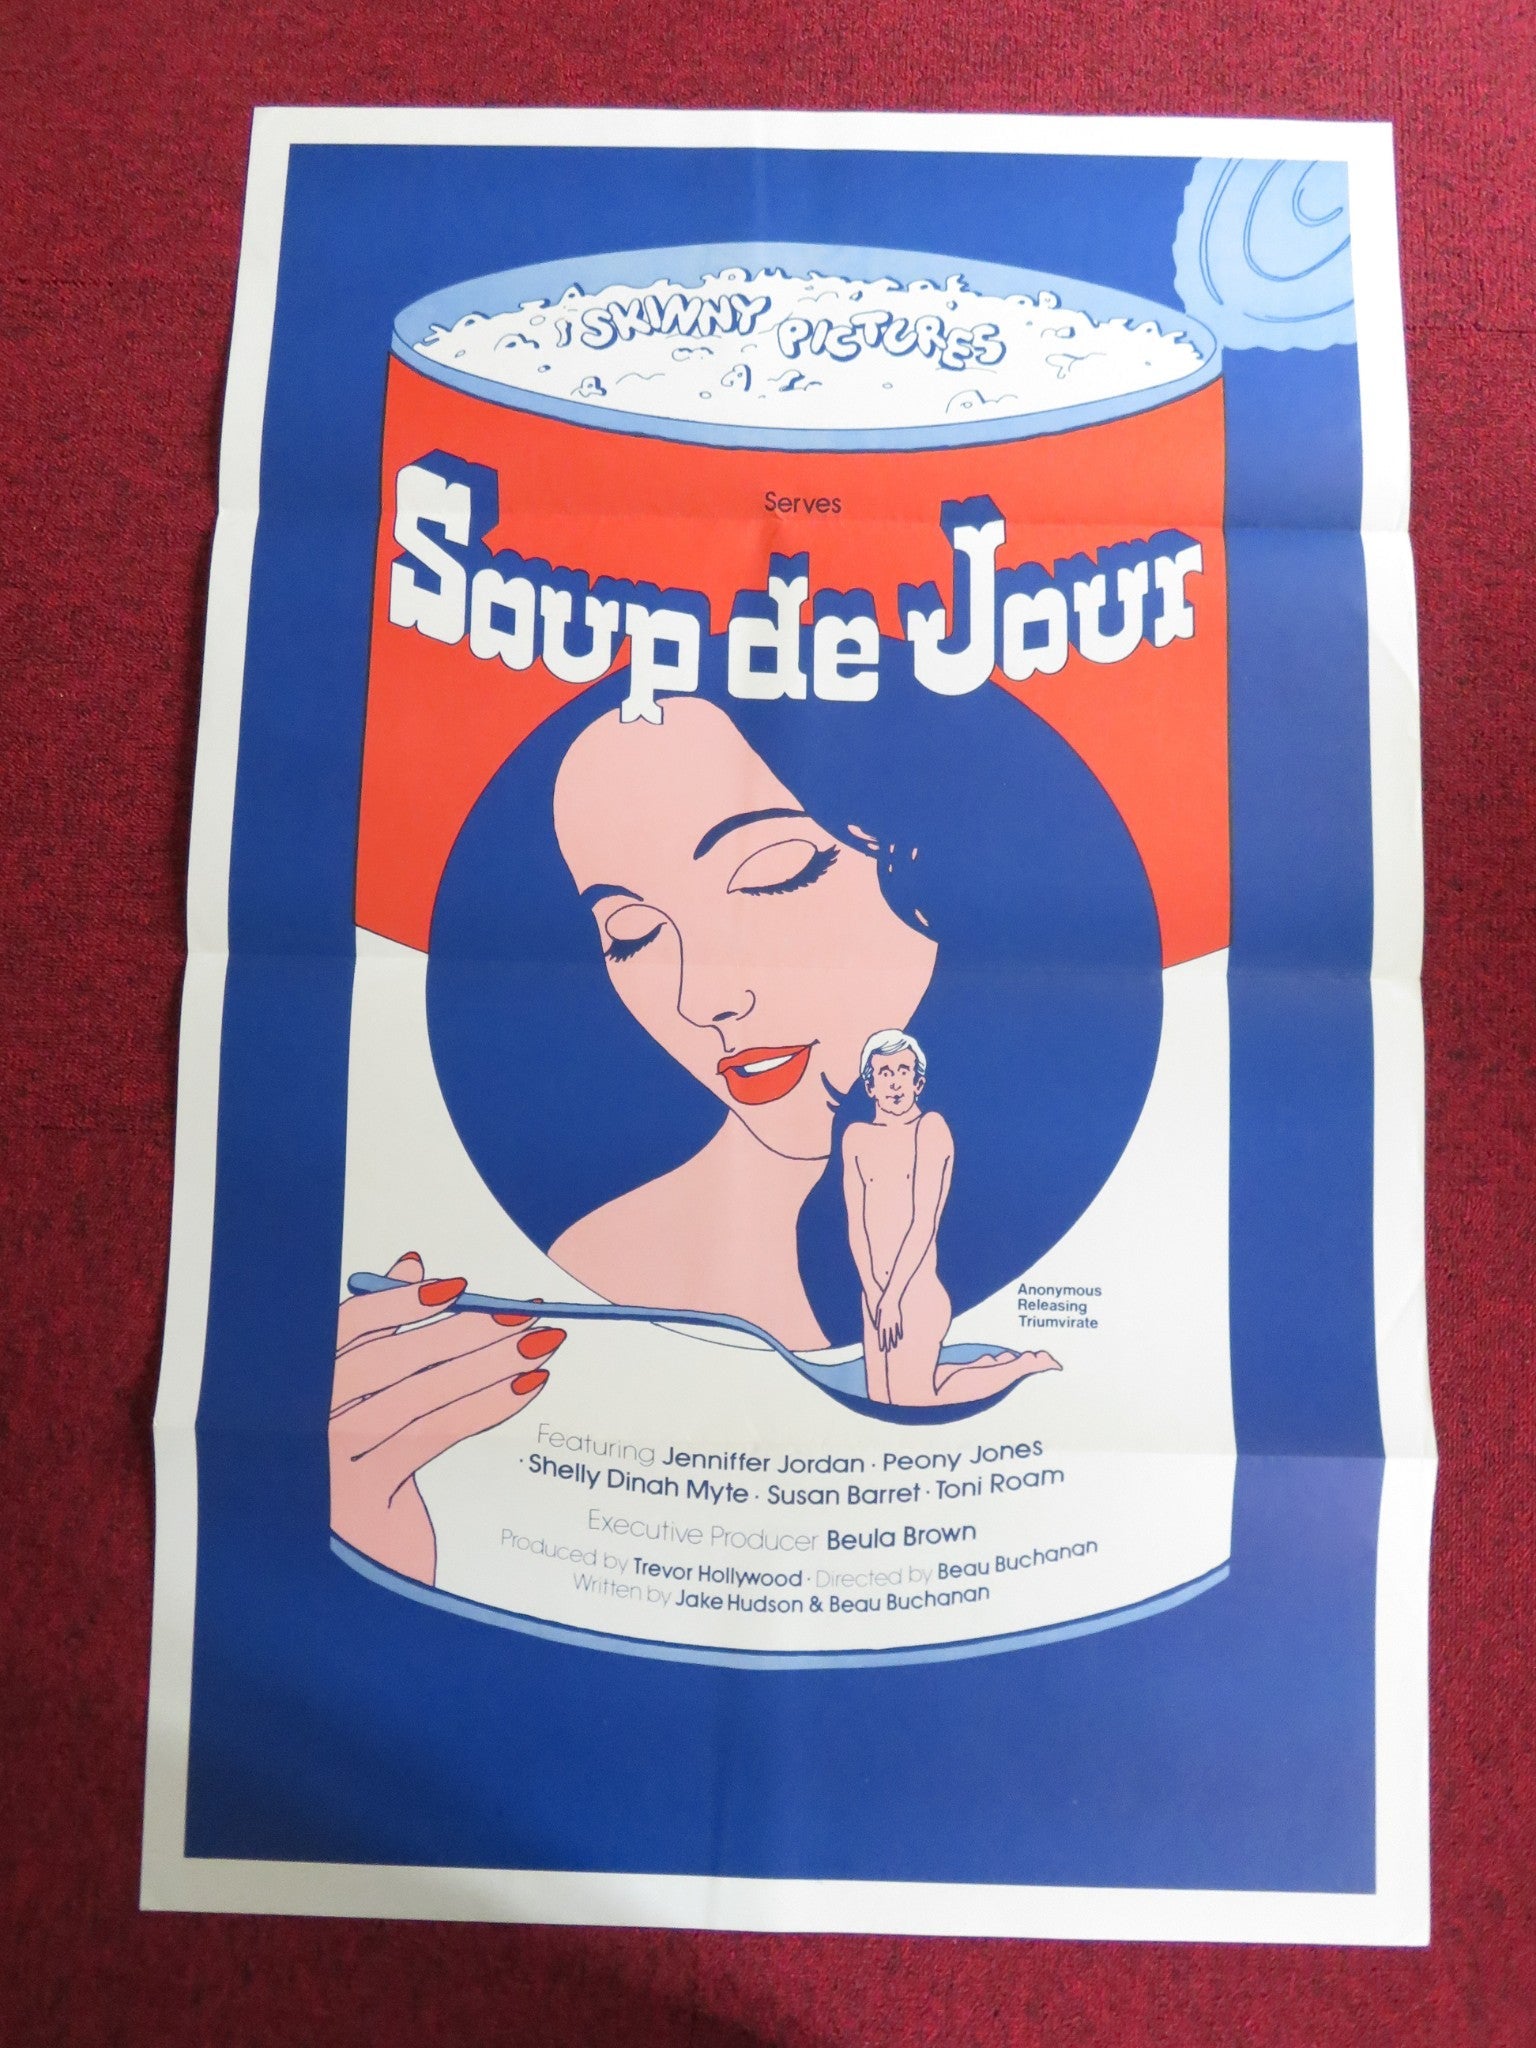 SKINNY PICTURES
Serves
Soup de Jour
Anonymous
Releasing
Triumvirate
Featuring Jenniffer Jordan · Peony Jones
· Shelly Dinah Myte · Susan Barret · Toni Roam
Executive Producer Beula Brown
Produced by Trevor Hollywood · Directed by Beau Buchanan
Written by Jake Hudson & Beau Buchanan